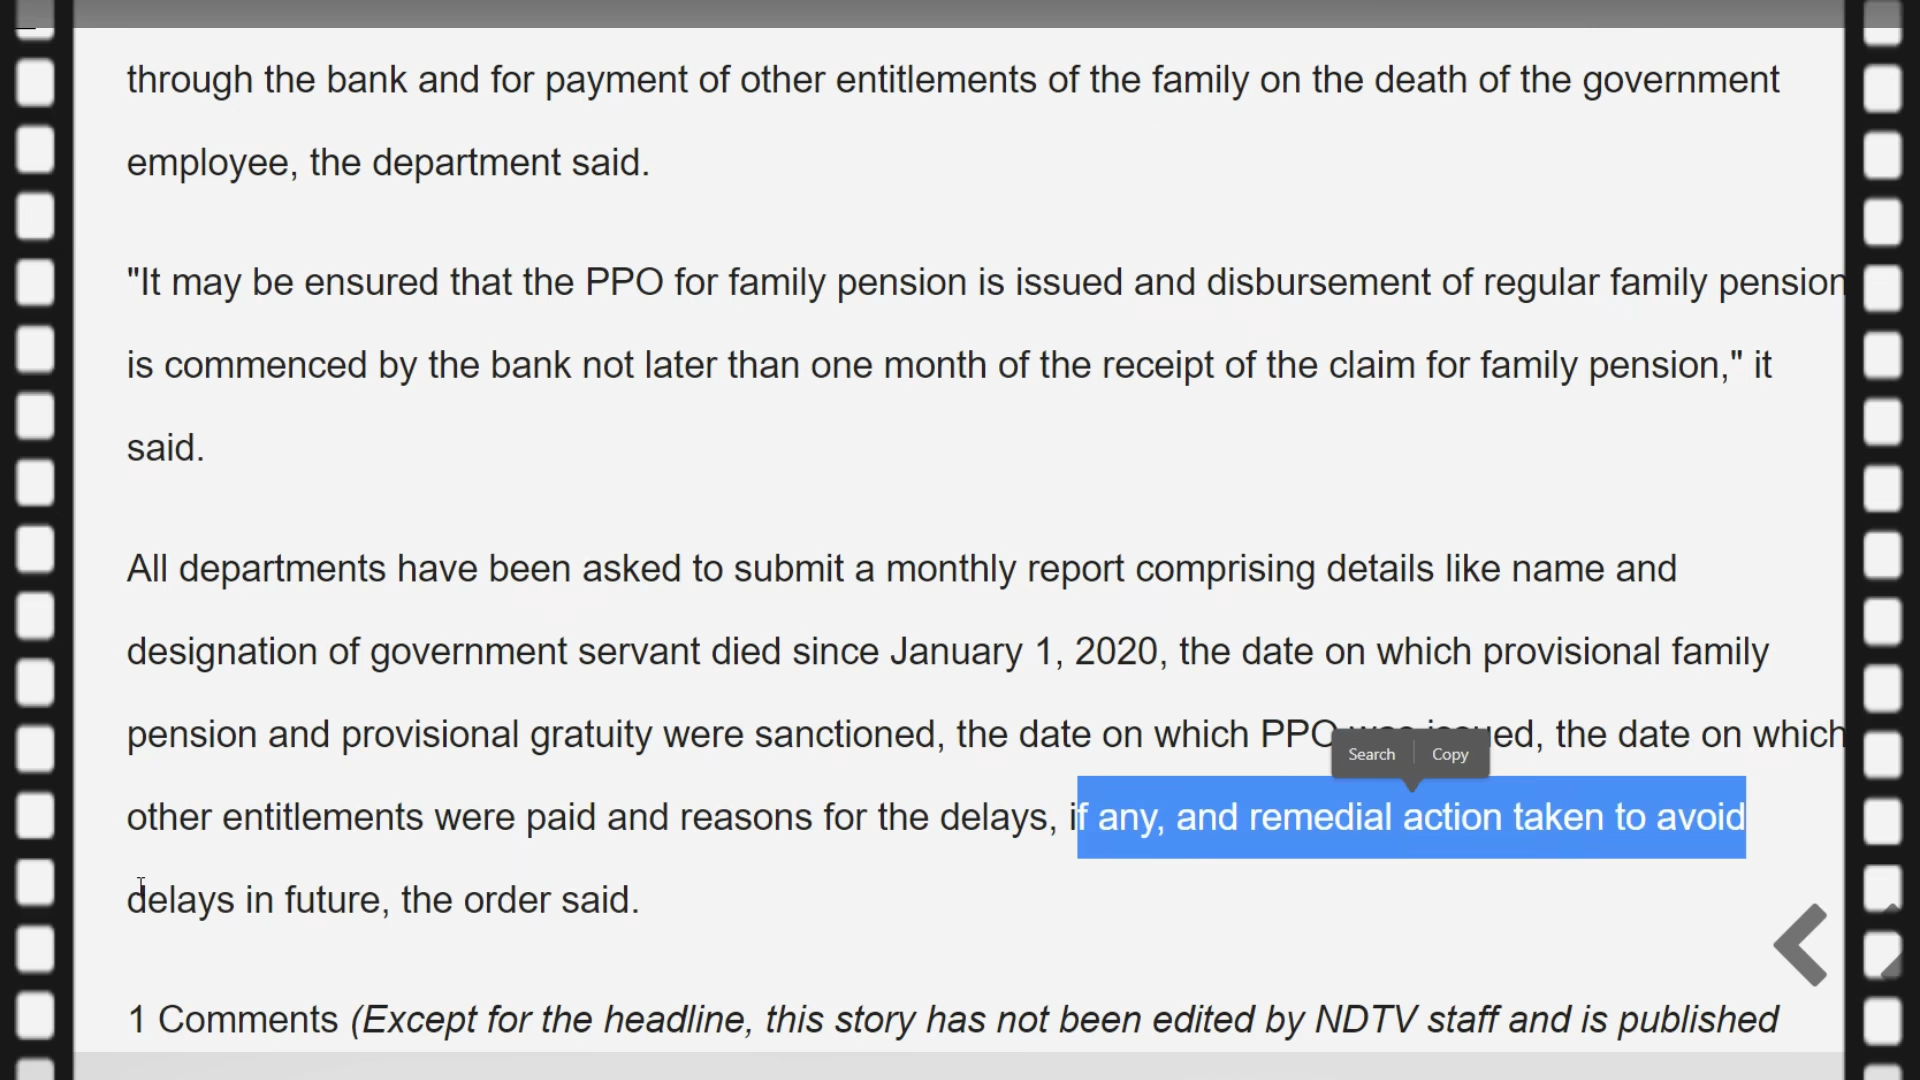 through the bank and for payment of other entitlements of the family on the death of the government
employee, the department said.
"It may be ensured that the PPO for family pension is issued and disbursement of regular family pension
is commenced by the bank not later than one month of the receipt of the claim for family pension," it
said.
All departments have been asked to submit a monthly report comprising details like name and
designation of government servant died since January 1, 2020, the date on which provisional family
pension and provisional gratuity were sanctioned, the date on which PPO was issued, the date on which
Search Copy
other entitlements were paid and reasons for the delays, if any, and remedial action taken to avoid
delays in future, the order said.
1 Comments (Except for the headline, this story has not been edited by NDTV staff and is published